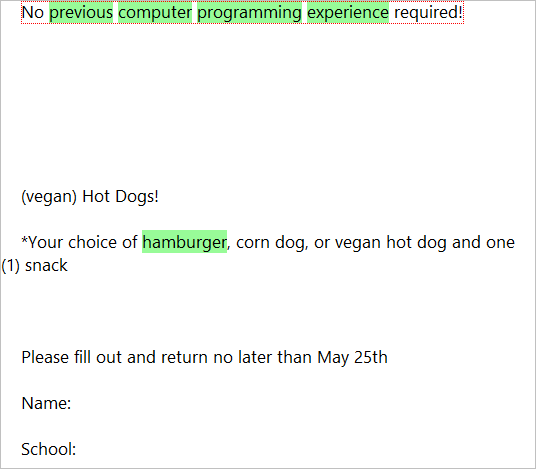 No previous computer programming experience required!
(vegan) Hot Dogs!
*Your choice of hamburger, corn dog, or vegan hot dog and one
(1) snack
Please fill out and return no later than May 25th
Name:
School: